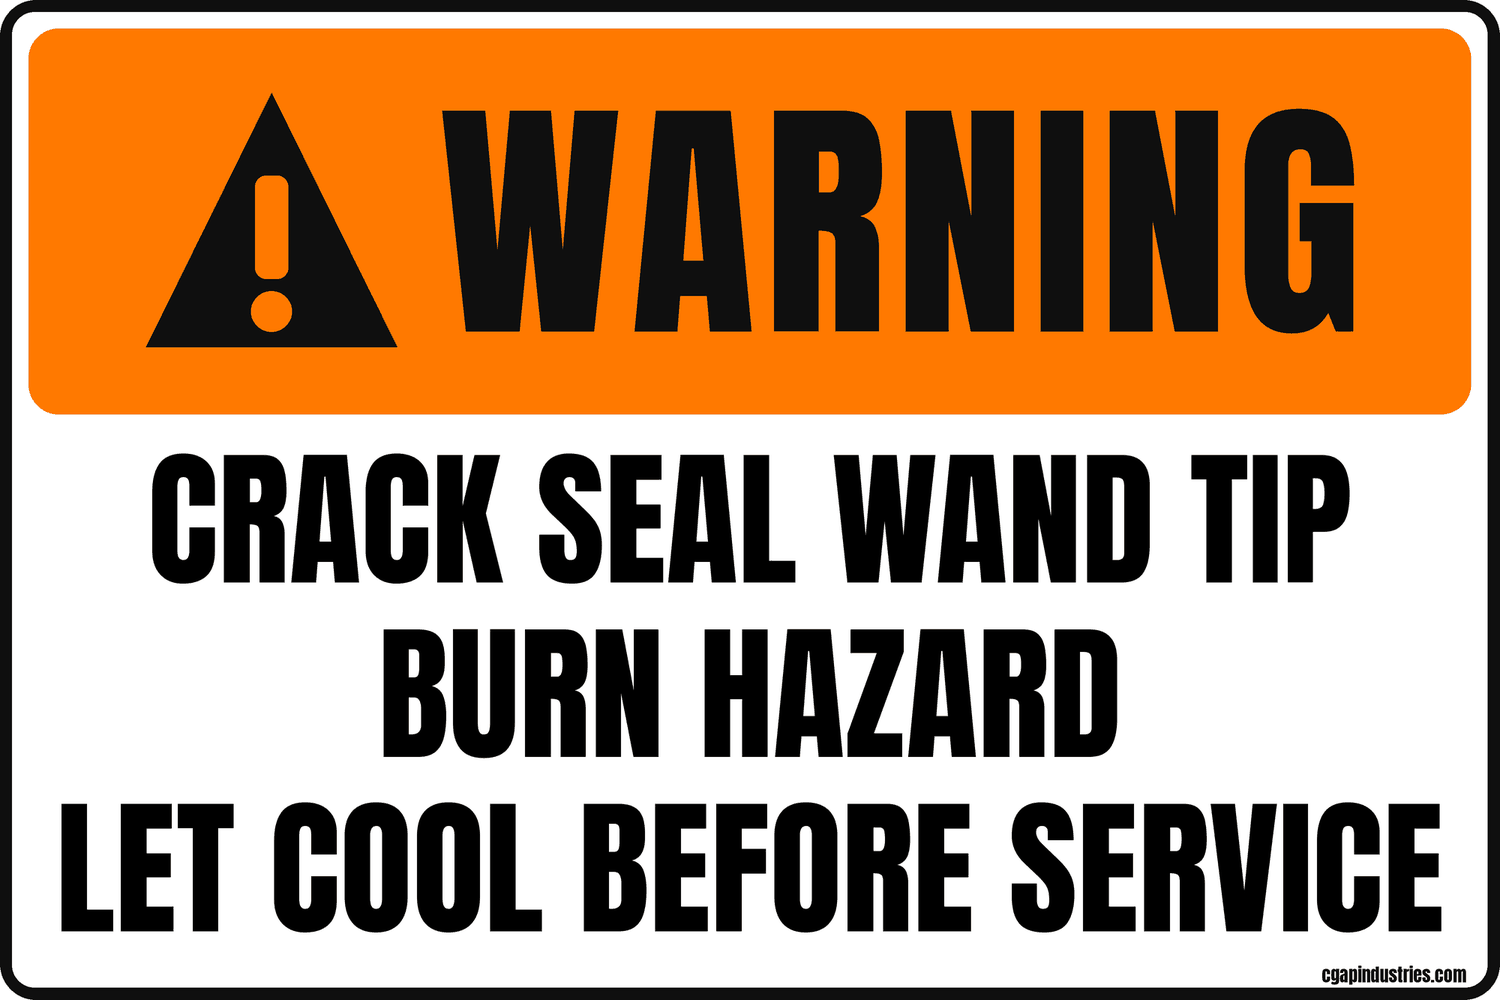 WARNING
CRACK SEAL WAND TIP
BURN HAZARD
LET COOL BEFORE SERVICE
cgapindustries.com